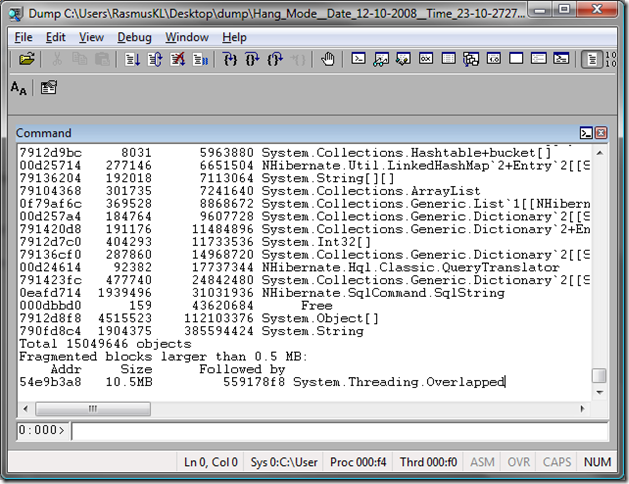 Dump C:\Users\RasmusKL\Desktop\dump\Hang_Mode__Date_12-10-2008__Time_23-10-2727...
File Edit View Debug Window Help
Command
7912d9bc 8031 5963880 System.Collections.Hashtable+bucket[]
00d25714 277146 6651504 NHibernate.Util.LinkedHashMap`2+Entry`2[[S
79136204 192018 7113064 System.String[][]
79104368 301735 7241640 System.Collections.ArrayList
0f79af6c 369528 8868672 System.Collections.Generic.List`1[[NHibern
00d257a4 184764 9607728 System.Collections.Generic.Dictionary`2[[S
791420d8 191176 11484896 System.Collections.Generic.Dictionary`2+En
7912d7c0 404293 11733536 System.Int32[]
79136cf0 287860 14968720 System.Collections.Generic.Dictionary`2[[S
00d24614 92382 17737344 NHibernate.Hql.Classic.QueryTranslator
791423fc 477740 24842480 System.Collections.Generic.Dictionary`2[[S
0eafd714 1939496 31031936 NHibernate.SqlCommand.SqlString
000dbbd0 159 43620684 Free
7912d8f8 4515523 112103376 System.Object[]
790fd8c4 1904375 385594424 System.String
Total 15049646 objects
Fragmented blocks larger than 0.5 MB:
Addr Size Followed by
54e9b3a8 10.5MB 559178f8 System.Threading.Overlapped
0:000>
Ln 0, Col 0 Sys 0:C:\User Proc 000:f4 Thrd 000:f0 ASM OVR CAPS NUM